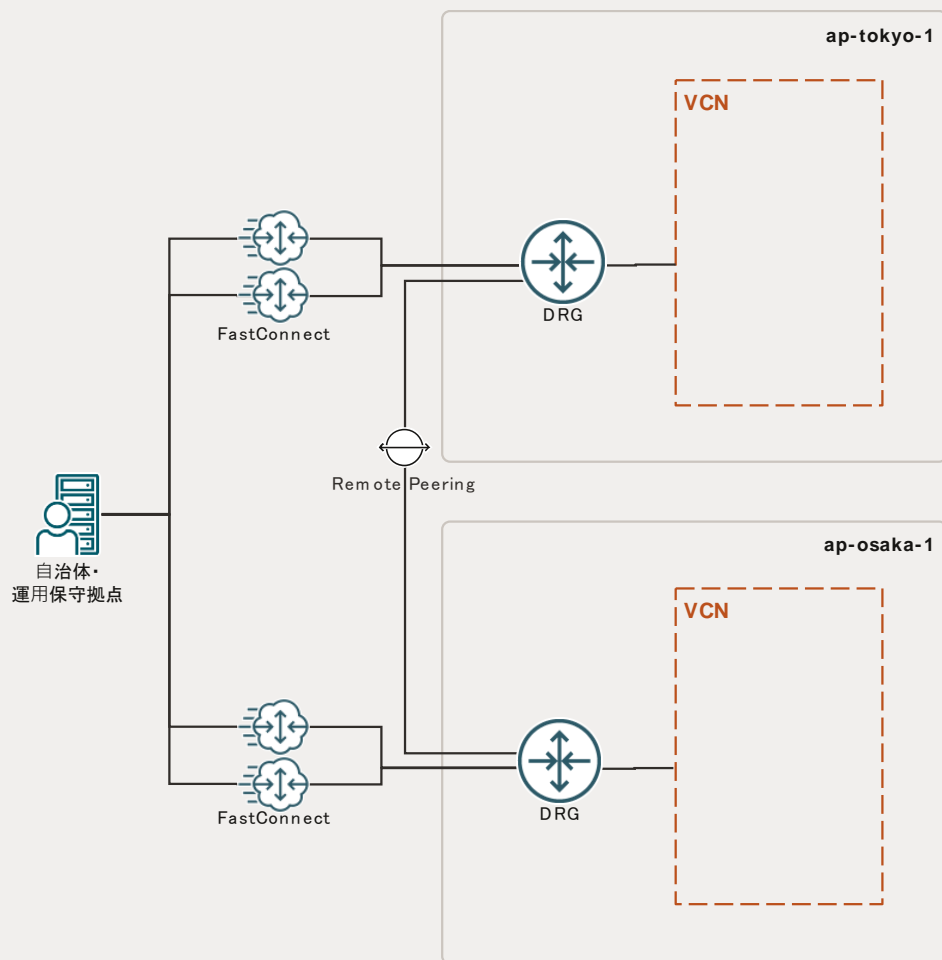 ap-tokyo-1
VCN
FastConnect
DRG
Remote Peering
自治体・
運用保守拠点
ap-osaka-1
VCN
FastConnect
DRG